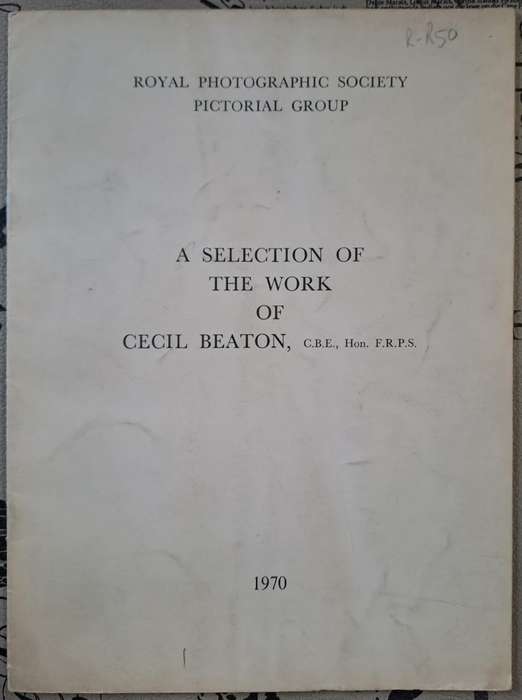 R-R50
ROYAL PHOTOGRAPHIC SOCIETY
PICTORIAL GROUP
A SELECTION OF
THE WORK
OF
CECIL BEATON, C.B.E., Hon. F.R.P.S.
1970